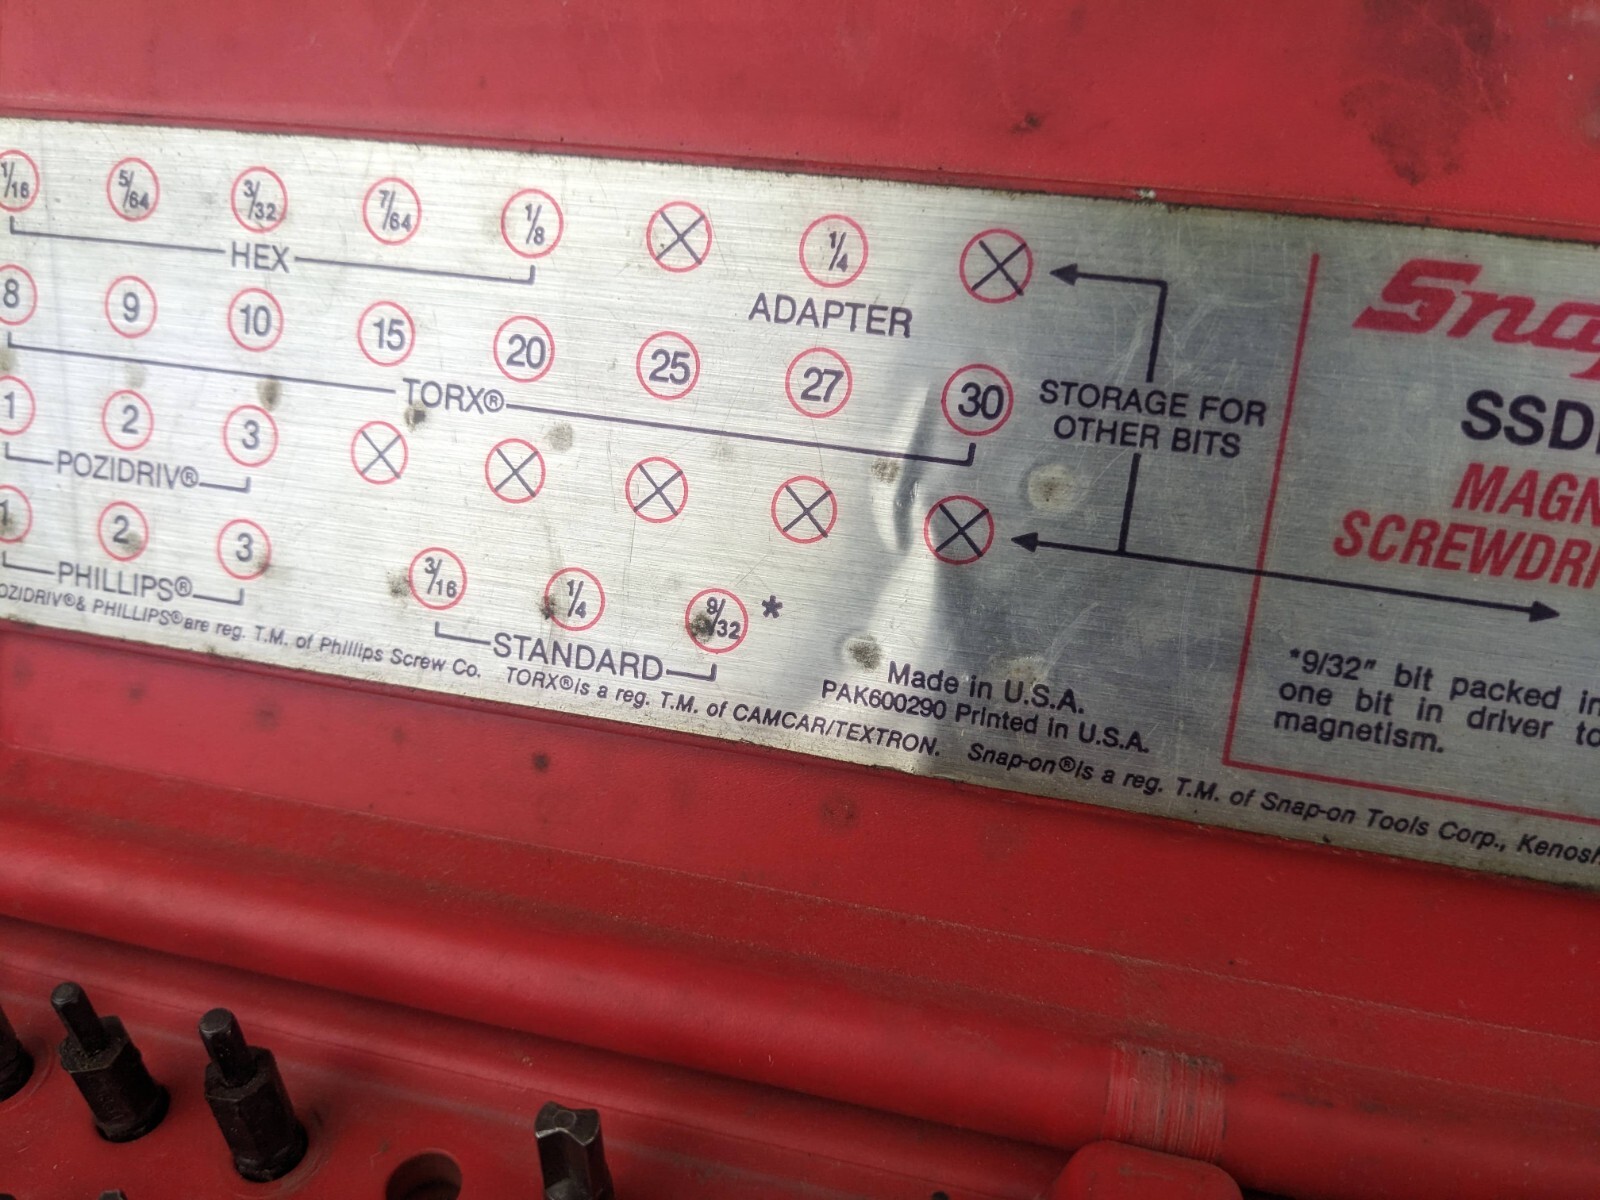 1/16 5/64 3/32 7/64 1/8 1/4
HEX
ADAPTER
8 9 10 15 20 25 27 30
TORX®
STORAGE FOR
OTHER BITS
1 2 3
POZIDRIV®
1 2 3
PHILLIPS®
3/16 1/4 9/32 *
STANDARD
OZIDRIV® & PHILLIPS® are reg. T.M. of Phillips Screw Co. TORX® is a reg. T.M. of CAMCAR/TEXTRON. Snap-on® is a reg. T.M. of Snap-on Tools Corp., Kenosh
Made in U.S.A.
PAK600290 Printed in U.S.A.
Snap
SSD
MAGN
SCREWDRI
*9/32" bit packed in
one bit in driver to
magnetism.